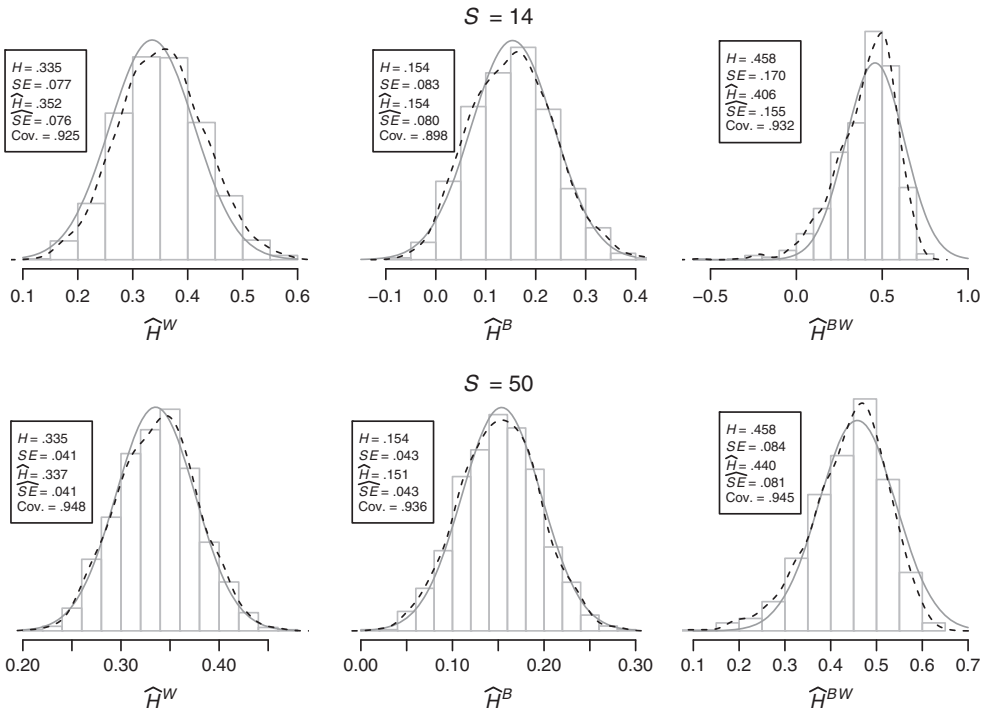 S = 14
H = .335
SE = .077
Ĥ = .352
ŜE = .076
Cov. = .925
H = .154
SE = .083
Ĥ = .154
ŜE = .080
Cov. = .898
H = .458
SE = .170
Ĥ = .406
ŜE = .155
Cov. = .932
0.1 0.2 0.3 0.4 0.5 0.6
−0.1 0.0 0.1 0.2 0.3 0.4
−0.5 0.0 0.5 1.0
Ĥ^W
Ĥ^B
Ĥ^BW
S = 50
H = .335
SE = .041
Ĥ = .337
ŜE = .041
Cov. = .948
H = .154
SE = .043
Ĥ = .151
ŜE = .043
Cov. = .936
H = .458
SE = .084
Ĥ = .440
ŜE = .081
Cov. = .945
0.20 0.30 0.40
0.00 0.10 0.20 0.30
0.1 0.2 0.3 0.4 0.5 0.6 0.7
Ĥ^W
Ĥ^B
Ĥ^BW